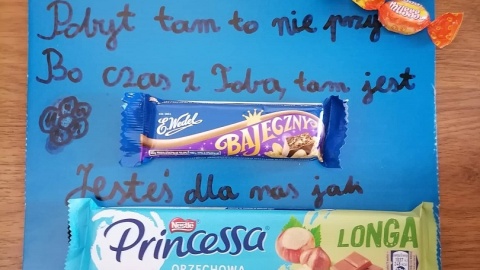 Pobyt tam to nie przy
Bo czas z Tobą, tam jest
E. Wedel
BAJECZNY
Jesteś dla nas jak
Nestlé
Princessa
LONGA
ORZECHOWA